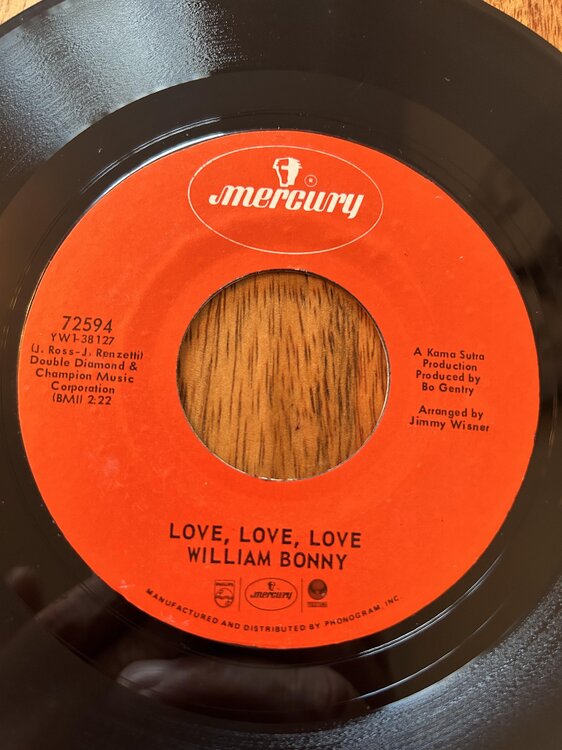 mercury
®
72594
YW1-38127
(J. Ross-J. Renzetti)
Double Diamond &
Champion Music
Corporation
(BMI) 2:22
A Kama Sutra
Production
Produced by
Bo Gentry
Arranged by
Jimmy Wisner
LOVE, LOVE, LOVE
WILLIAM BONNY
PHILIPS
mercury
MANUFACTURED AND DISTRIBUTED BY PHONOGRAM, INC.